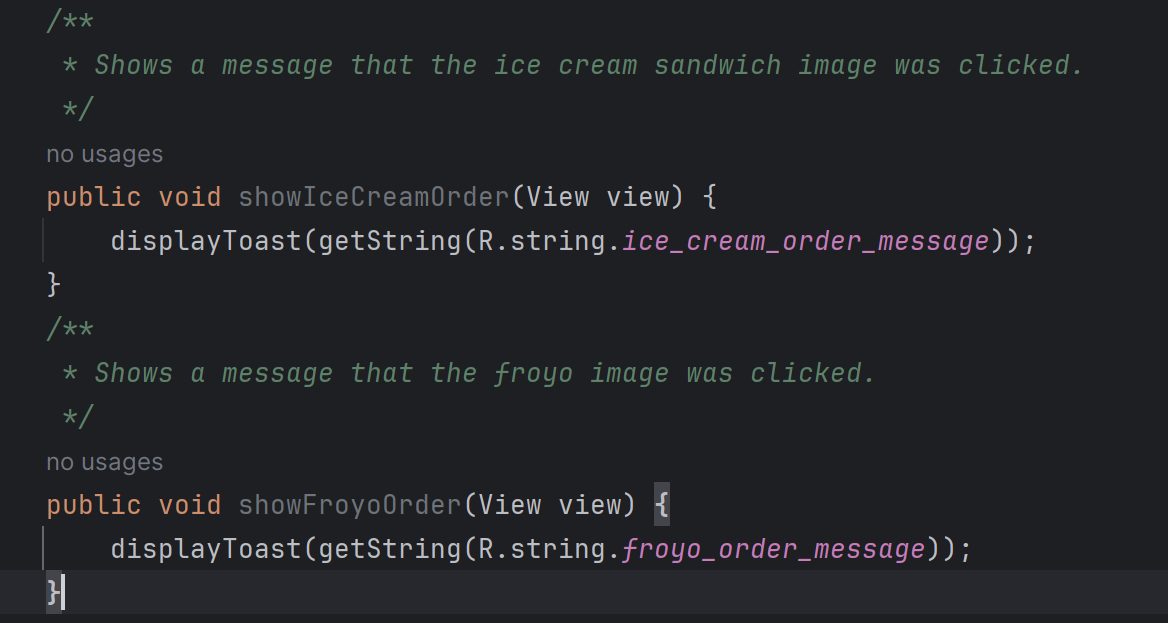 /**
 * Shows a message that the ice cream sandwich image was clicked.
 */
no usages
public void showIceCreamOrder(View view) {
    displayToast(getString(R.string.ice_cream_order_message));
}
/**
 * Shows a message that the froyo image was clicked.
 */
no usages
public void showFroyoOrder(View view) {
    displayToast(getString(R.string.froyo_order_message));
}